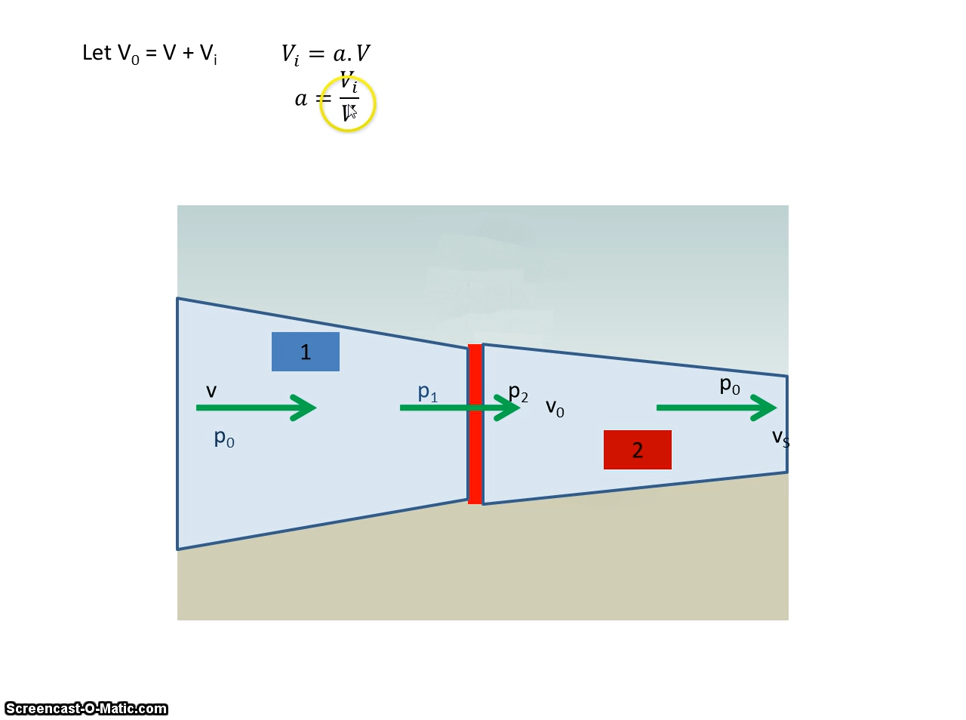 Let V₀ = V + Vᵢ
Vᵢ = a.V
a = Vᵢ/V
1
v
p₀
p₁
p₂
v₀
p₀
2
vₛ
Screencast-O-Matic.com